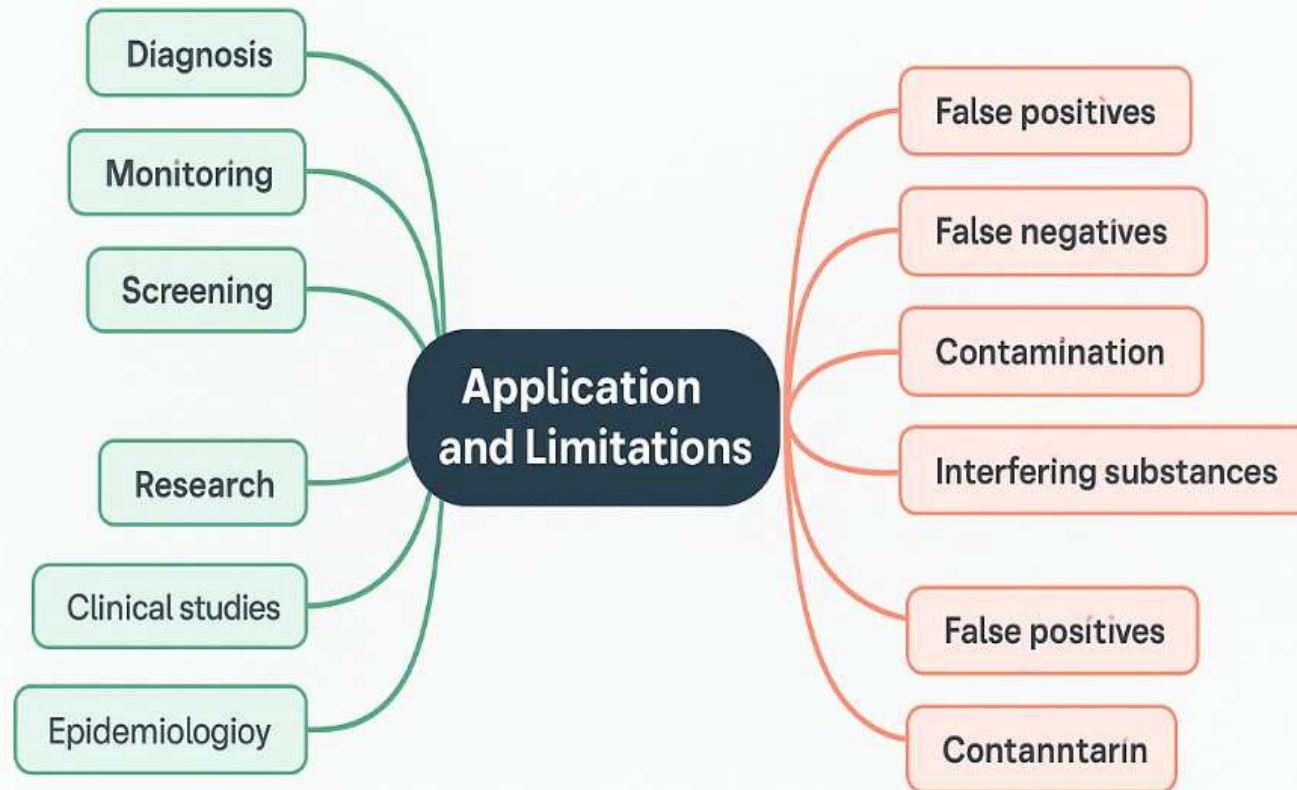 Diagnosis
Monitoring
Screening
Research
Clinical studies
Epidemiologioy
Application
and Limitations
False positives
False negatives
Contamination
Interfering substances
False positives
Contanntarin